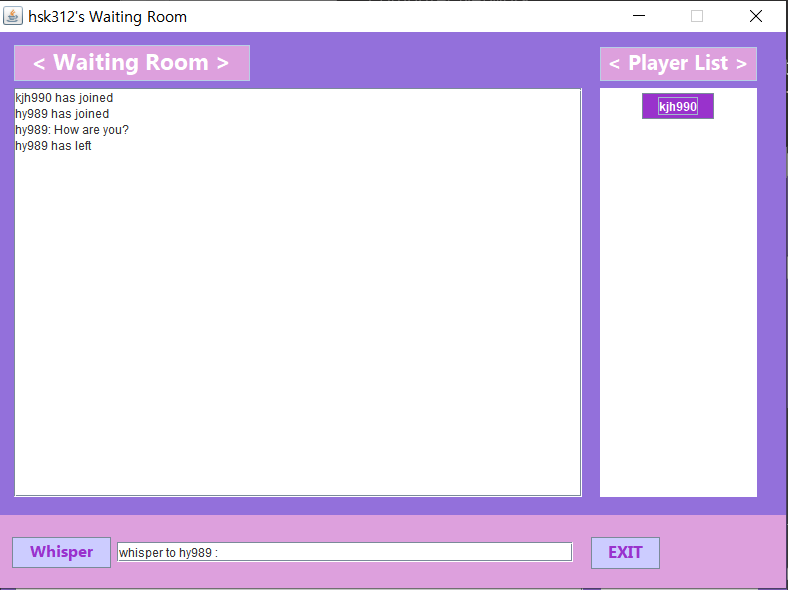 hsk312's Waiting Room
< Waiting Room >
< Player List >
kjh990 has joined
hy989 has joined
hy989: How are you?
hy989 has left
kjh990
Whisper
whisper to hy989 :
EXIT